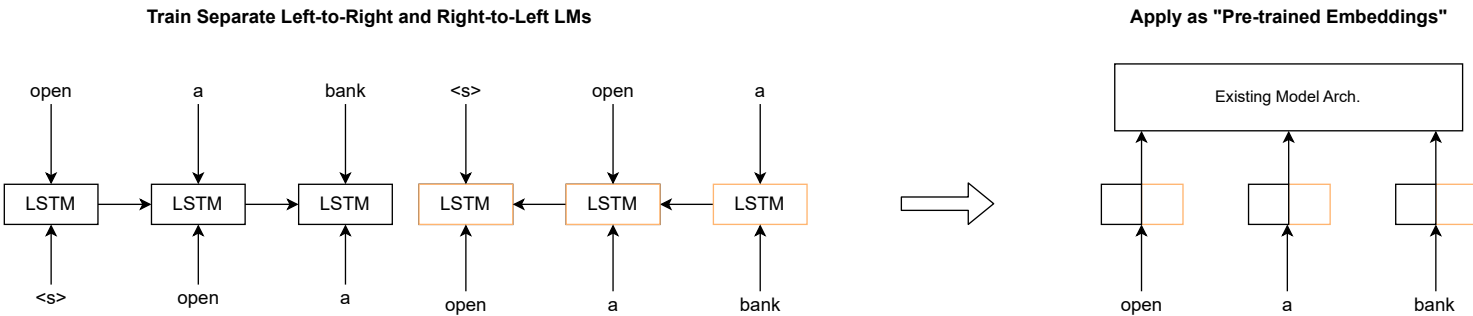 Train Separate Left-to-Right and Right-to-Left LMs
Apply as "Pre-trained Embeddings"
open a bank <s> open a
Existing Model Arch.
LSTM LSTM LSTM LSTM LSTM LSTM
<s> open a open a bank
open a bank